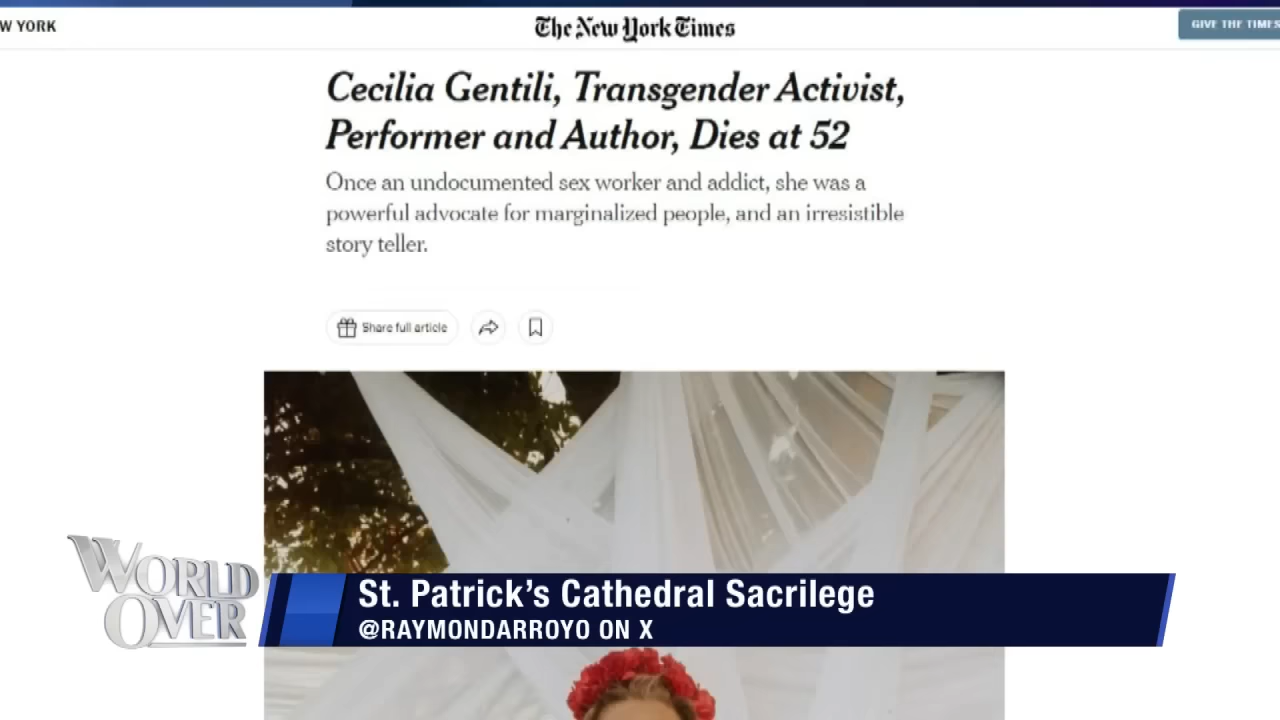 W YORK
The New York Times
GIVE THE TIMES
Cecilia Gentili, Transgender Activist,
Performer and Author, Dies at 52
Once an undocumented sex worker and addict, she was a
powerful advocate for marginalized people, and an irresistible
story teller.
Share full article
WORLD
OVER
St. Patrick's Cathedral Sacrilege
@RAYMONDARROYO ON X